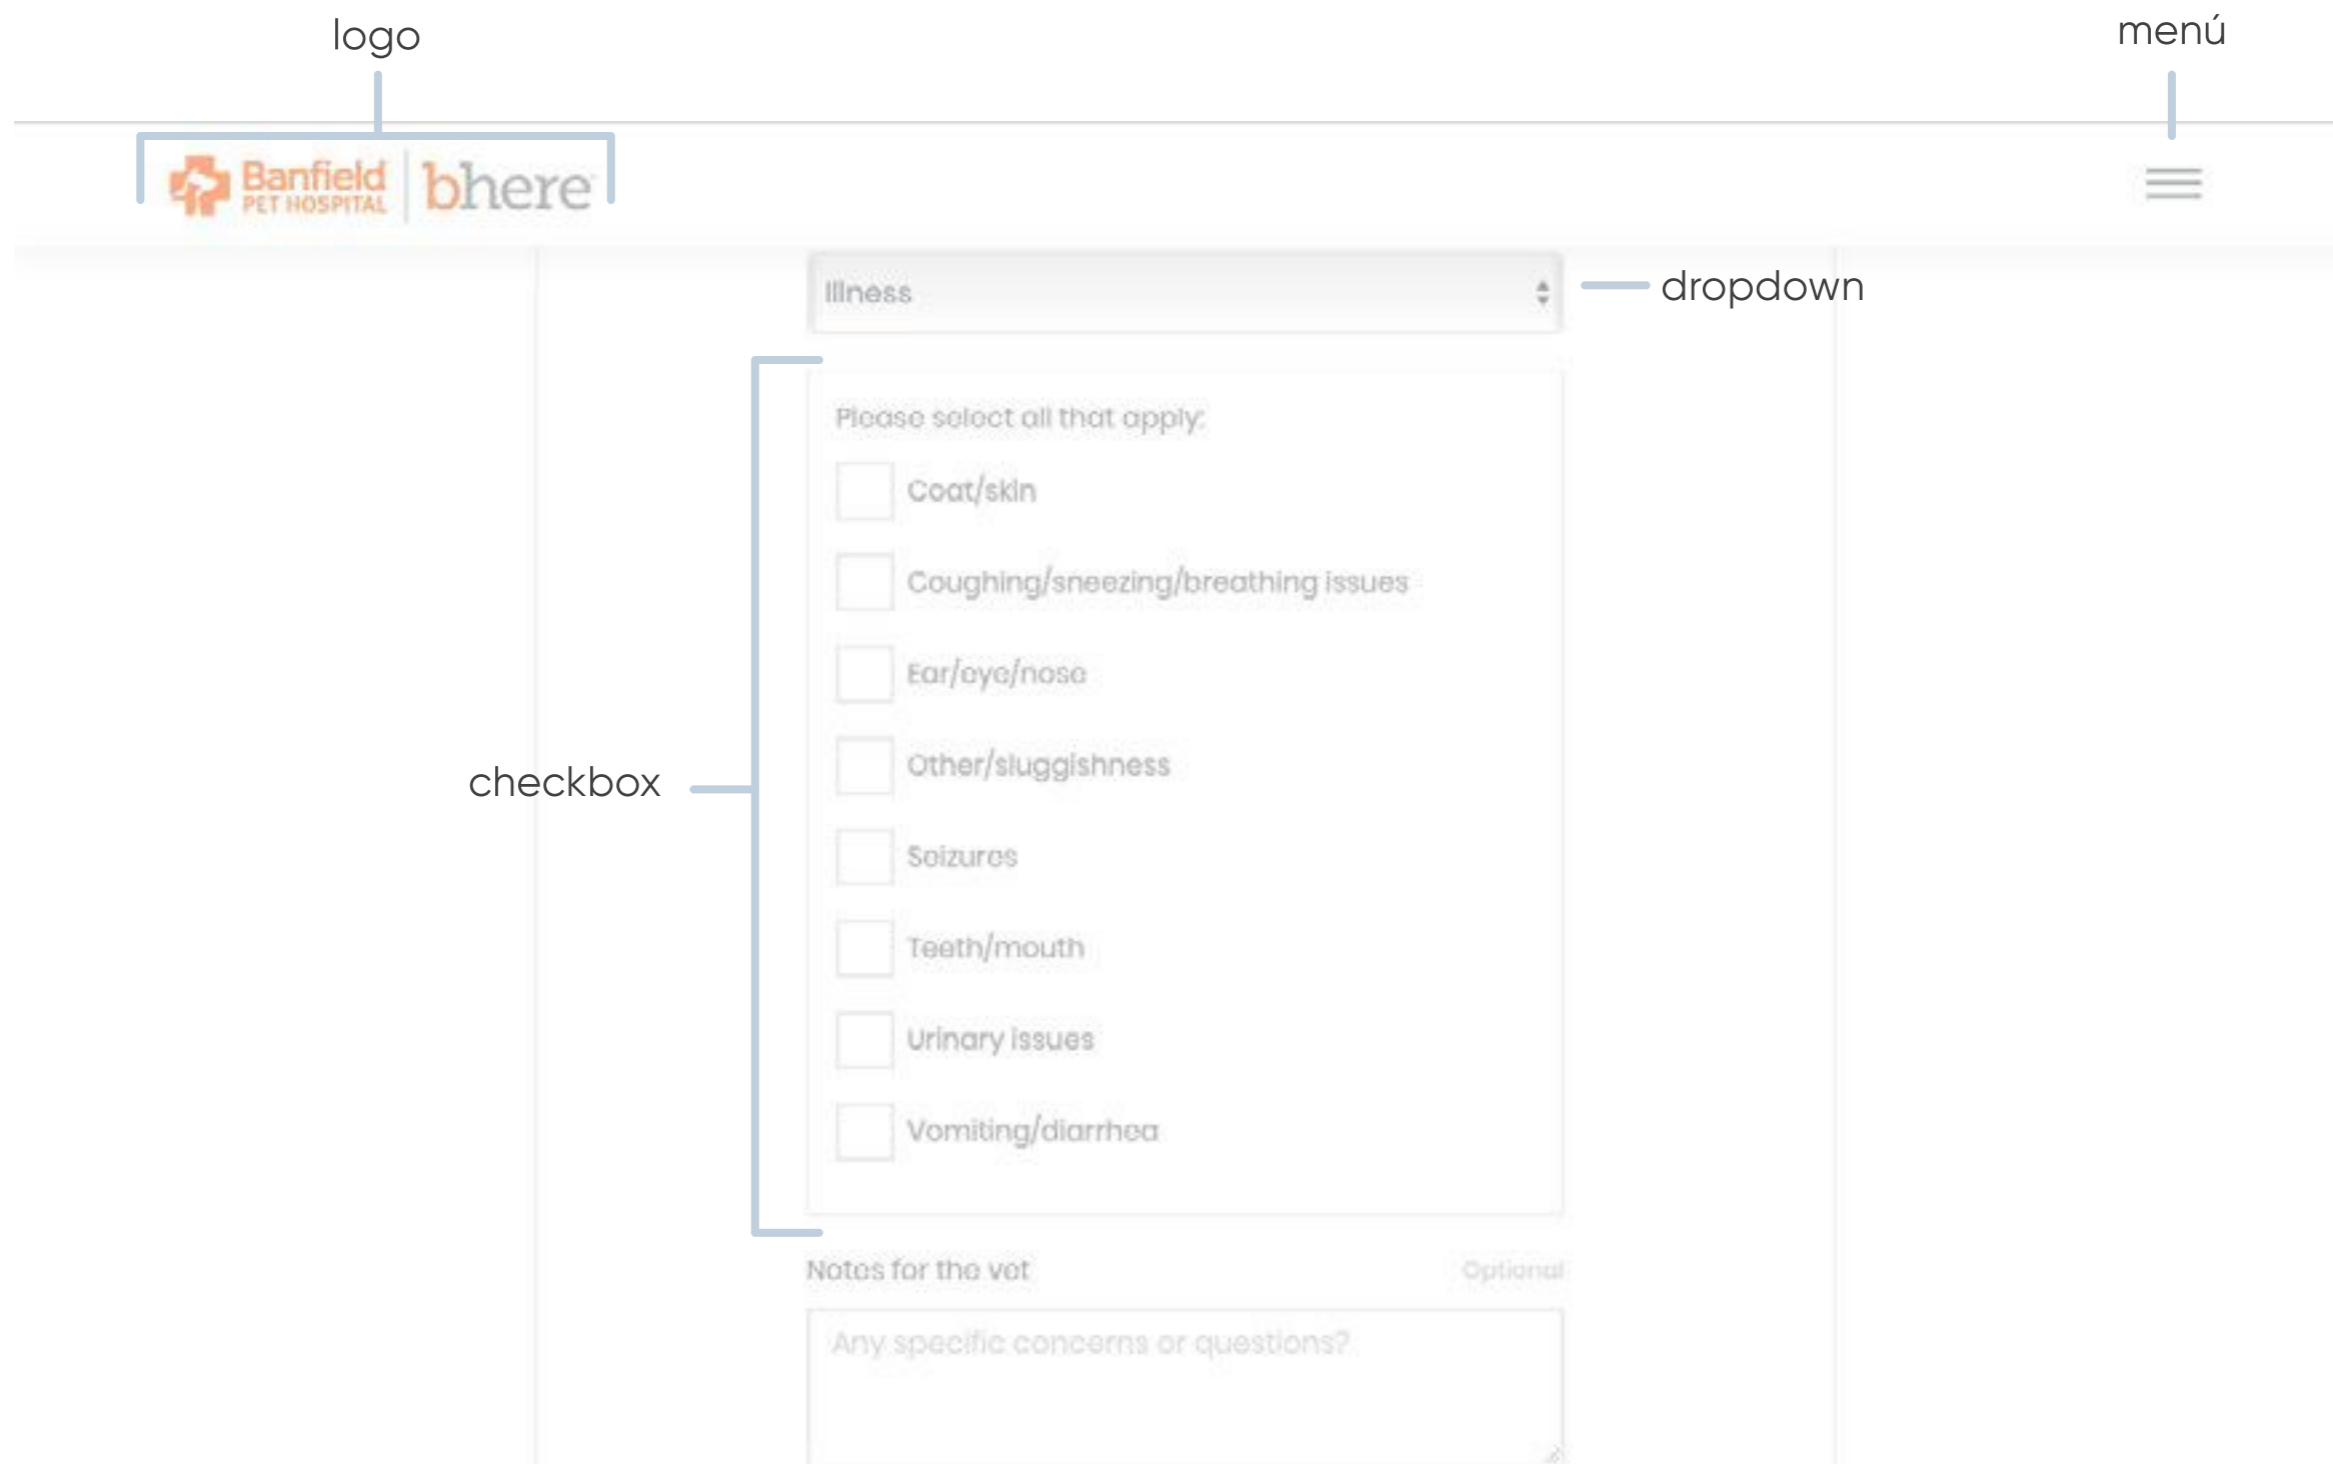 logo
menú
Banfield
PET HOSPITAL
bhere
Illness
dropdown
Please select all that apply:
Coat/skin
Coughing/sneezing/breathing issues
Ear/eye/nose
Other/sluggishness
checkbox
Seizures
Teeth/mouth
Urinary issues
Vomiting/diarrhea
Notes for the vet
Optional
Any specific concerns or questions?